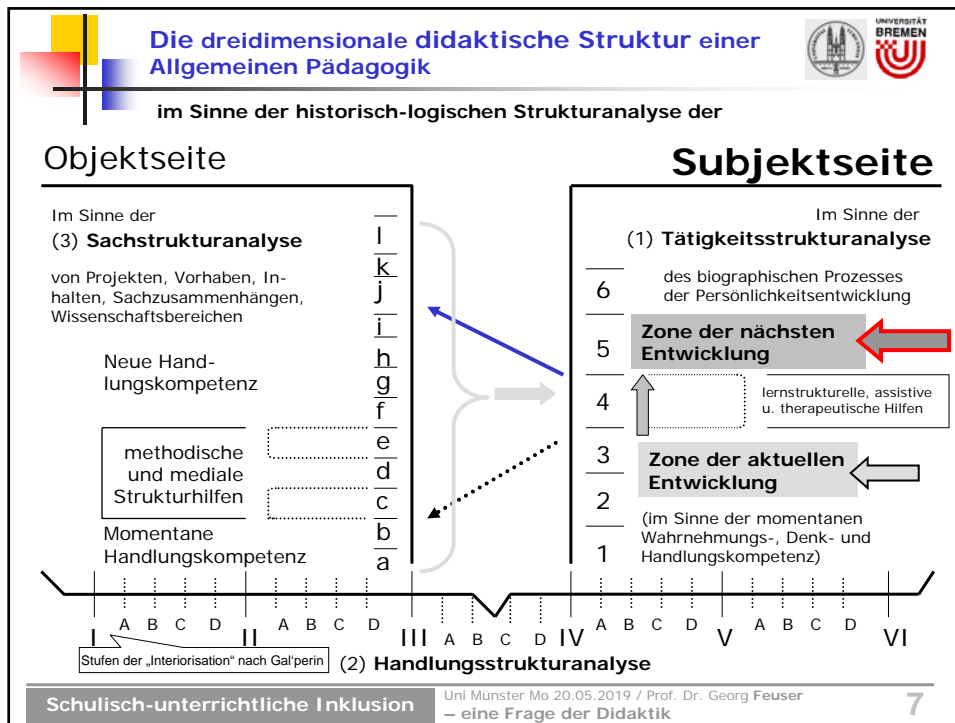 Die dreidimensionale didaktische Struktur einer
Allgemeinen Pädagogik
UNIVERSITÄT
BREMEN
im Sinne der historisch-logischen Strukturanalyse der
Objektseite
Im Sinne der
(3) Sachstrukturanalyse
von Projekten, Vorhaben, In-
halten, Sachzusammenhängen,
Wissenschaftsbereichen
Neue Hand-
lungskompetenz
methodische
und mediale
Strukturhilfen
Momentane
Handlungskompetenz
l
k
j
i
h
g
f
e
d
c
b
a
Subjektseite
Im Sinne der
(1) Tätigkeitsstrukturanalyse
des biographischen Prozesses
der Persönlichkeitsentwicklung
6
5
4
3
2
1
Zone der nächsten
Entwicklung
lernstrukturelle, assistive
u. therapeutische Hilfen
Zone der aktuellen
Entwicklung
(im Sinne der momentanen
Wahrnehmungs-, Denk- und
Handlungskompetenz)
I A B C D II A B C D III A B C D IV A B C D V A B C D VI
Stufen der „Interiorisation" nach Gal'perin
(2) Handlungsstrukturanalyse
Schulisch-unterrichtliche Inklusion
Uni Münster Mo 20.05.2019 / Prof. Dr. Georg Feuser
– eine Frage der Didaktik
7